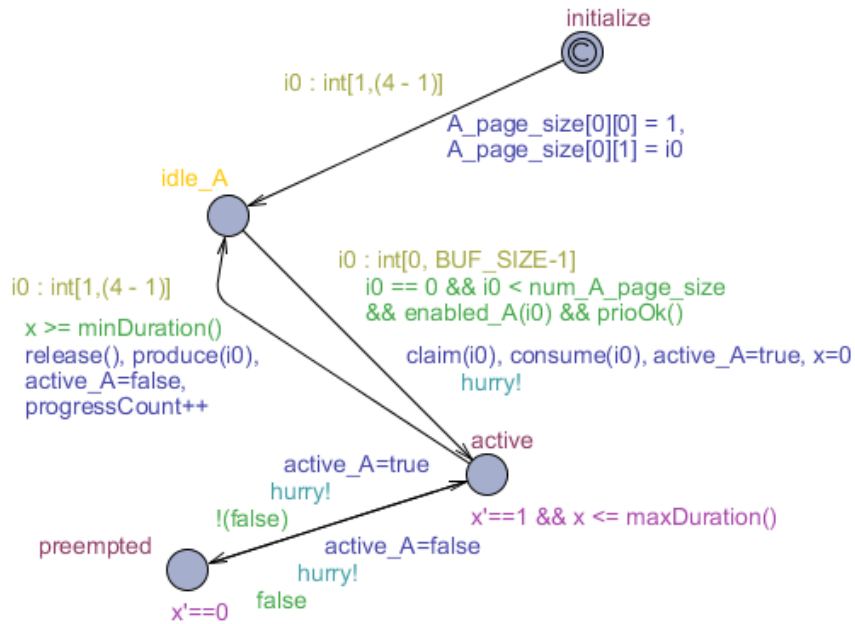 initialize
C
i0 : int[1,(4 - 1)]
A_page_size[0][0] = 1,
A_page_size[0][1] = i0
idle_A
i0 : int[0, BUF_SIZE-1]
i0 == 0 && i0 < num_A_page_size
&& enabled_A(i0) && prioOk()
claim(i0), consume(i0), active_A=true, x=0
hurry!
i0 : int[1,(4 - 1)]
x >= minDuration()
release(), produce(i0),
active_A=false,
progressCount++
active
x'==1 && x <= maxDuration()
active_A=true
hurry!
!(false)
preempted
x'==0
active_A=false
hurry!
false